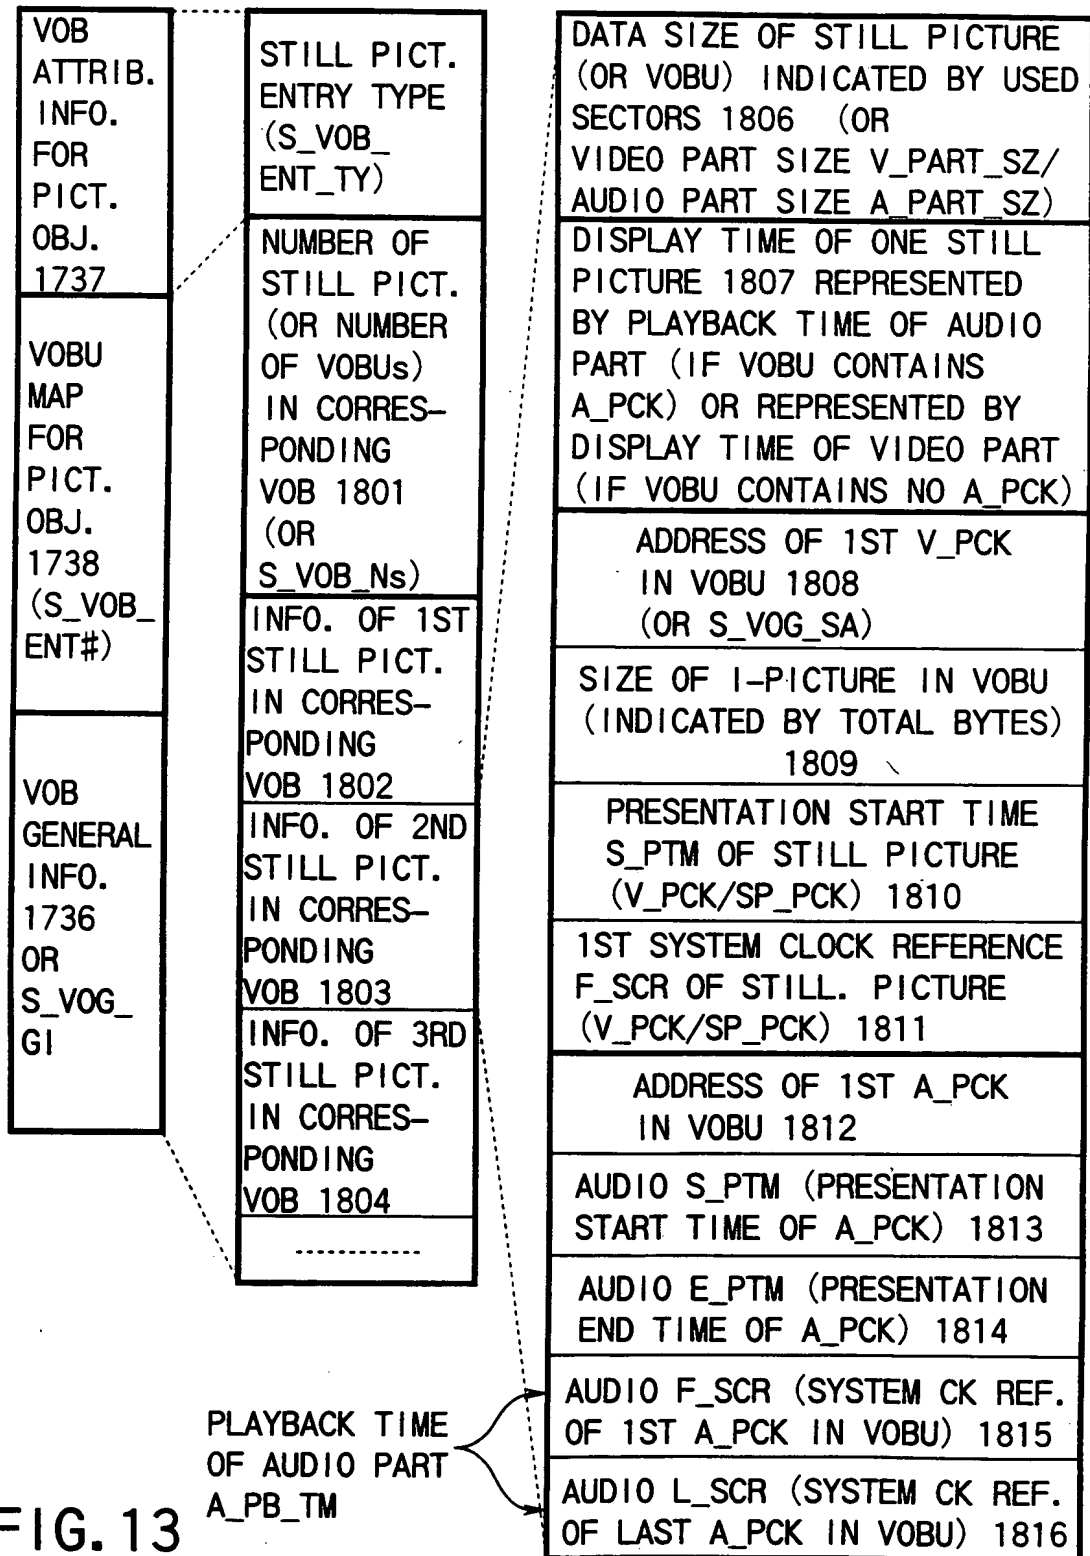 VOB
ATTRIB.
INFO.
FOR
PICT.
OBJ.
1737
VOBU
MAP
FOR
PICT.
OBJ.
1738
(S_VOB_
ENT#)
VOB
GENERAL
INFO.
1736
OR
S_VOG_
GI
STILL PICT.
ENTRY TYPE
(S_VOB_
ENT_TY)
NUMBER OF
STILL PICT.
(OR NUMBER
OF VOBUs)
IN CORRES-
PONDING
VOB 1801
(OR
S_VOB_Ns)
INFO. OF 1ST
STILL PICT.
IN CORRES-
PONDING
VOB 1802
INFO. OF 2ND
STILL PICT.
IN CORRES-
PONDING
VOB 1803
INFO. OF 3RD
STILL PICT.
IN CORRES-
PONDING
VOB 1804
............
DATA SIZE OF STILL PICTURE
(OR VOBU) INDICATED BY USED
SECTORS 1806 (OR
VIDEO PART SIZE V_PART_SZ/
AUDIO PART SIZE A_PART_SZ)
DISPLAY TIME OF ONE STILL
PICTURE 1807 REPRESENTED
BY PLAYBACK TIME OF AUDIO
PART (IF VOBU CONTAINS
A_PCK) OR REPRESENTED BY
DISPLAY TIME OF VIDEO PART
(IF VOBU CONTAINS NO A_PCK)
ADDRESS OF 1ST V_PCK
IN VOBU 1808
(OR S_VOG_SA)
SIZE OF I-PICTURE IN VOBU
(INDICATED BY TOTAL BYTES)
1809
PRESENTATION START TIME
S_PTM OF STILL PICTURE
(V_PCK/SP_PCK) 1810
1ST SYSTEM CLOCK REFERENCE
F_SCR OF STILL. PICTURE
(V_PCK/SP_PCK) 1811
ADDRESS OF 1ST A_PCK
IN VOBU 1812
AUDIO S_PTM (PRESENTATION
START TIME OF A_PCK) 1813
AUDIO E_PTM (PRESENTATION
END TIME OF A_PCK) 1814
AUDIO F_SCR (SYSTEM CK REF.
OF 1ST A_PCK IN VOBU) 1815
AUDIO L_SCR (SYSTEM CK REF.
OF LAST A_PCK IN VOBU) 1816
PLAYBACK TIME
OF AUDIO PART
A_PB_TM
FIG. 13